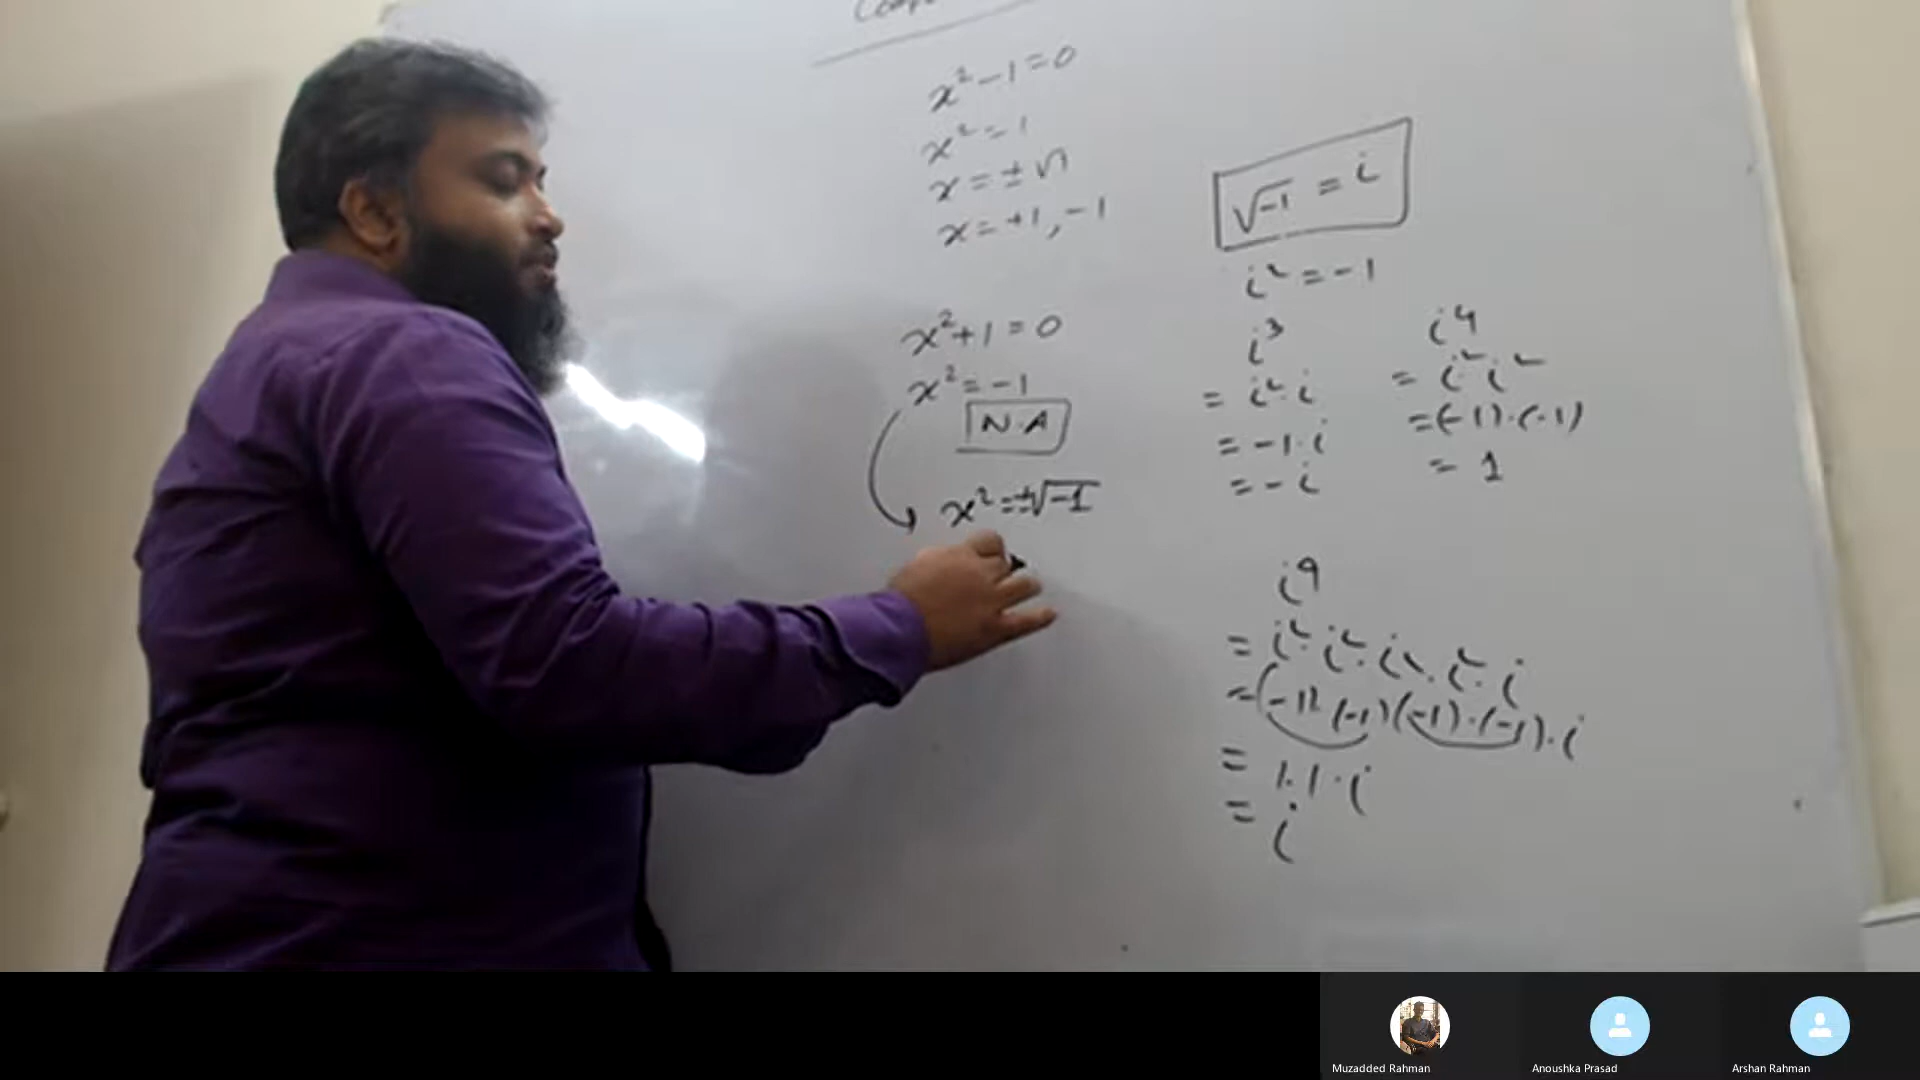 x² - 1 = 0
x² = 1
x = ± √1
x = +1, -1
x² + 1 = 0
x² = -1
N.A
x² = ±√-1
√-1 = i
i² = -1
i³
= i²·i
= -1·i
= -i
i⁴
= i² i²
= (-1)·(-1)
= 1
i⁹
= i²·i²·i²·i²·i
= (-1)(-1)(-1)·(-1)·i
= 1.1·i
= i
Muzadded Rahman
Anoushka Prasad
Arshan Rahman